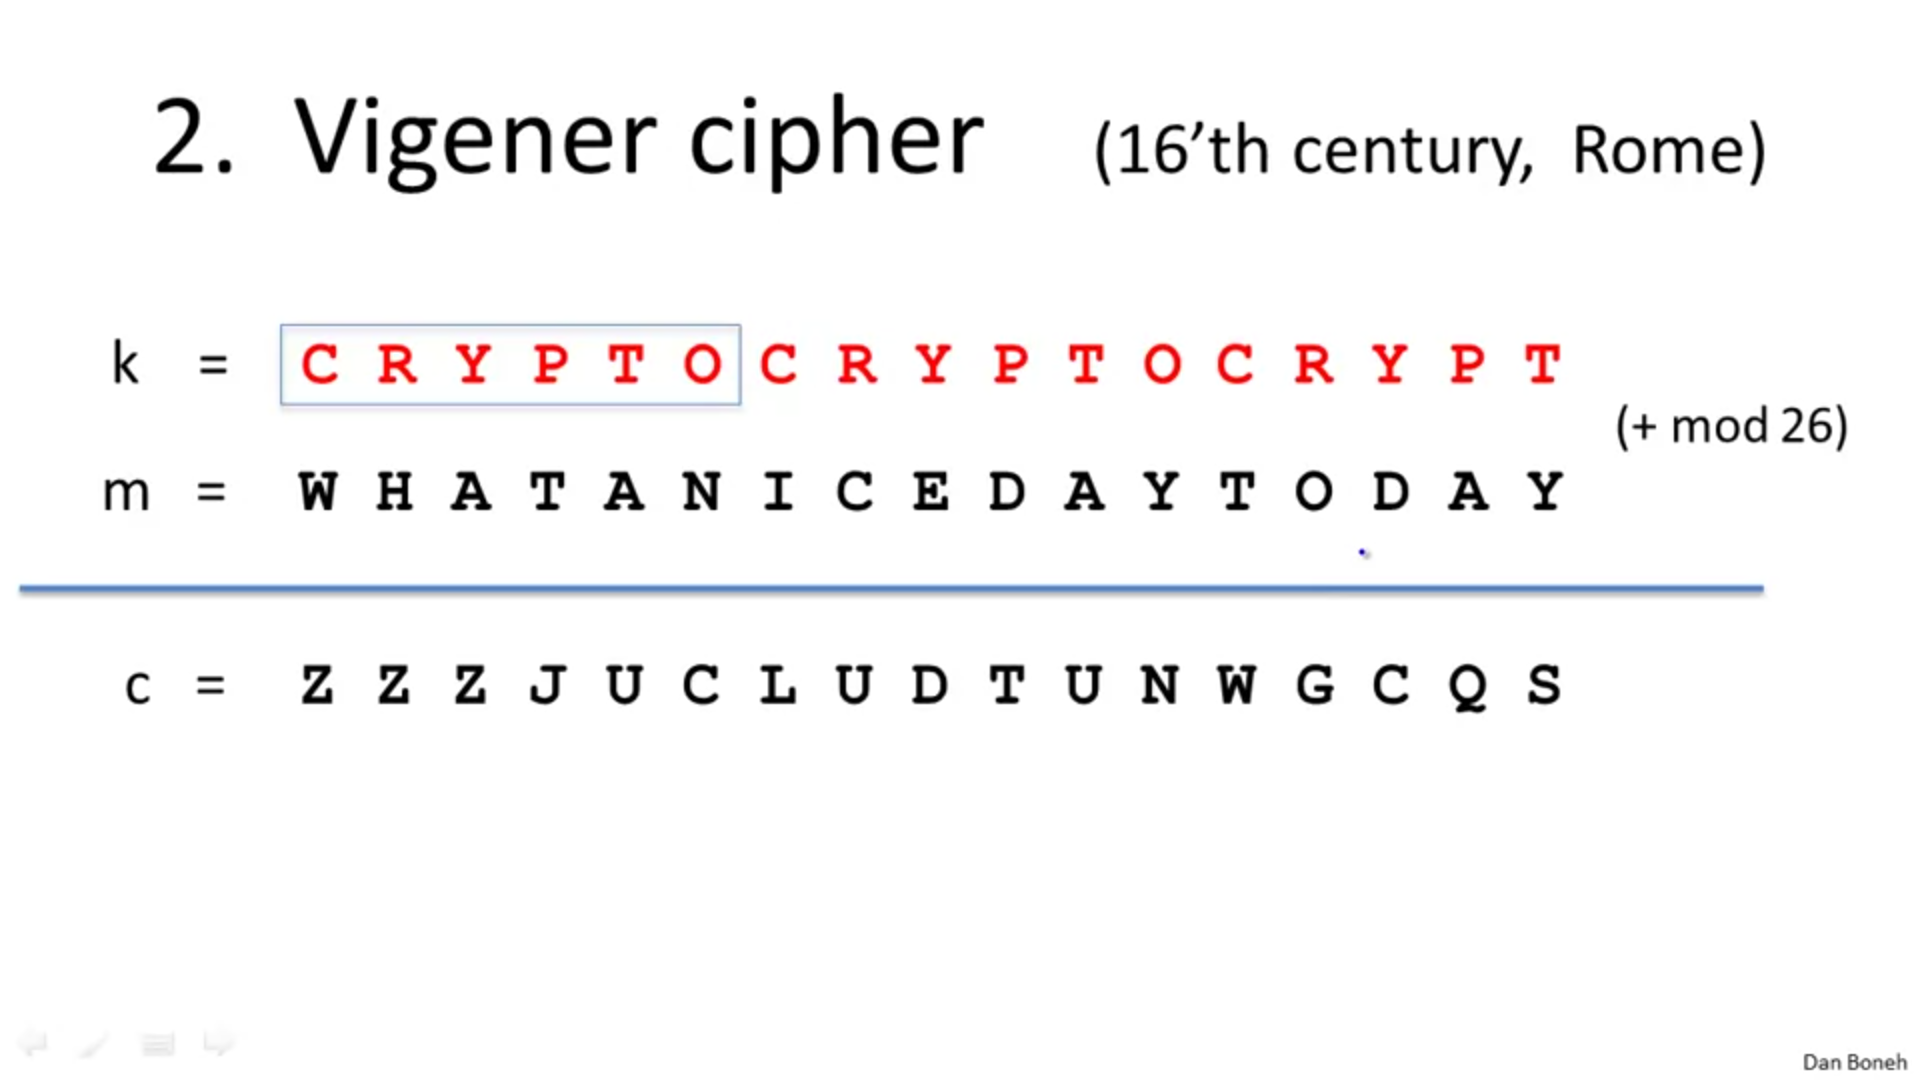 2. Vigener cipher (16’th century, Rome)
k = C R Y P T O C R Y P T O C R Y P T
(+ mod 26)
m = W H A T A N I C E D A Y T O D A Y
c = Z Z Z J U C L U D T U N W G C Q S
Dan Boneh